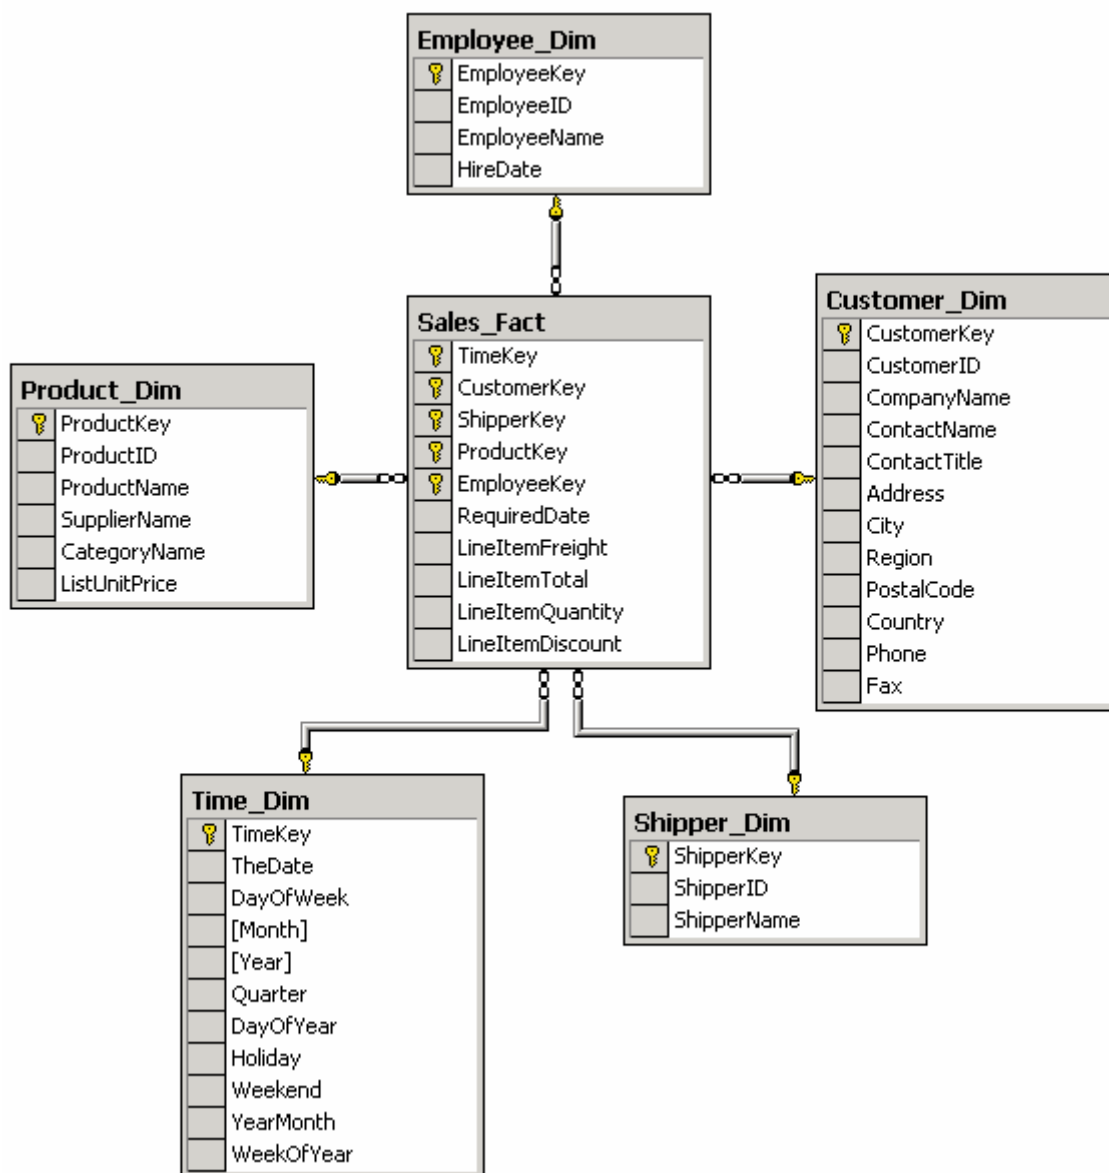 Employee_Dim
EmployeeKey
EmployeeID
EmployeeName
HireDate
Sales_Fact
TimeKey
CustomerKey
ShipperKey
ProductKey
EmployeeKey
RequiredDate
LineItemFreight
LineItemTotal
LineItemQuantity
LineItemDiscount
Customer_Dim
CustomerKey
CustomerID
CompanyName
ContactName
ContactTitle
Address
City
Region
PostalCode
Country
Phone
Fax
Product_Dim
ProductKey
ProductID
ProductName
SupplierName
CategoryName
ListUnitPrice
Time_Dim
TimeKey
TheDate
DayOfWeek
[Month]
[Year]
Quarter
DayOfYear
Holiday
Weekend
YearMonth
WeekOfYear
Shipper_Dim
ShipperKey
ShipperID
ShipperName